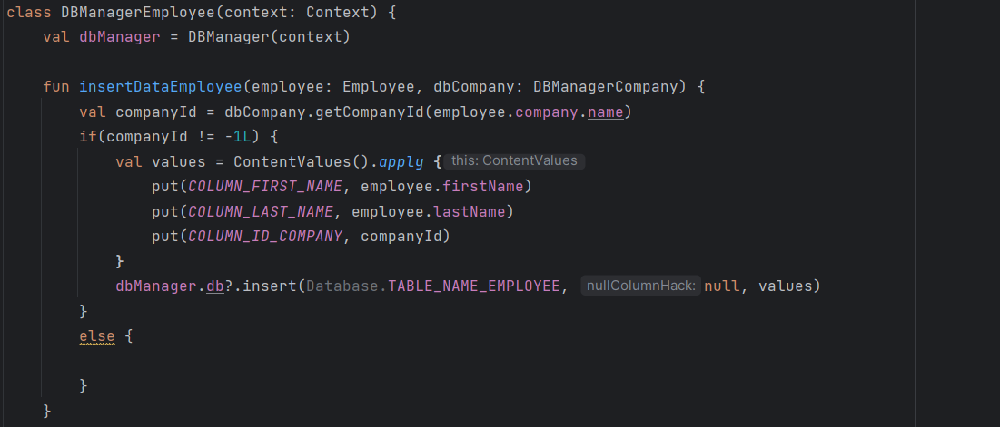 class DBManagerEmployee(context: Context) {
    val dbManager = DBManager(context)

    fun insertDataEmployee(employee: Employee, dbCompany: DBManagerCompany) {
        val companyId = dbCompany.getCompanyId(employee.company.name)
        if(companyId != -1L) {
            val values = ContentValues().apply { this: ContentValues
                put(COLUMN_FIRST_NAME, employee.firstName)
                put(COLUMN_LAST_NAME, employee.lastName)
                put(COLUMN_ID_COMPANY, companyId)
            }
            dbManager.db?.insert(Database.TABLE_NAME_EMPLOYEE, nullColumnHack: null, values)
        }
        else {

        }
    }